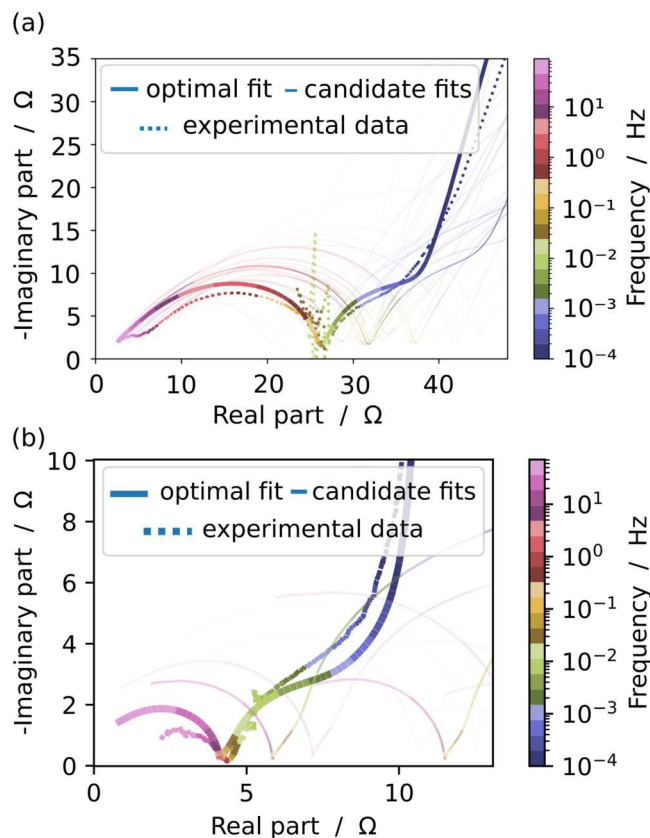 (a)
35
30
25
20
15
10
5
0
-Imaginary part / Ω
optimal fit
candidate fits
experimental data
0
10
20
30
40
Real part / Ω
10¹
10⁰
10⁻¹
10⁻²
10⁻³
10⁻⁴
Frequency / Hz
(b)
10
8
6
4
2
0
-Imaginary part / Ω
optimal fit
candidate fits
experimental data
0
5
10
Real part / Ω
10¹
10⁰
10⁻¹
10⁻²
10⁻³
10⁻⁴
Frequency / Hz